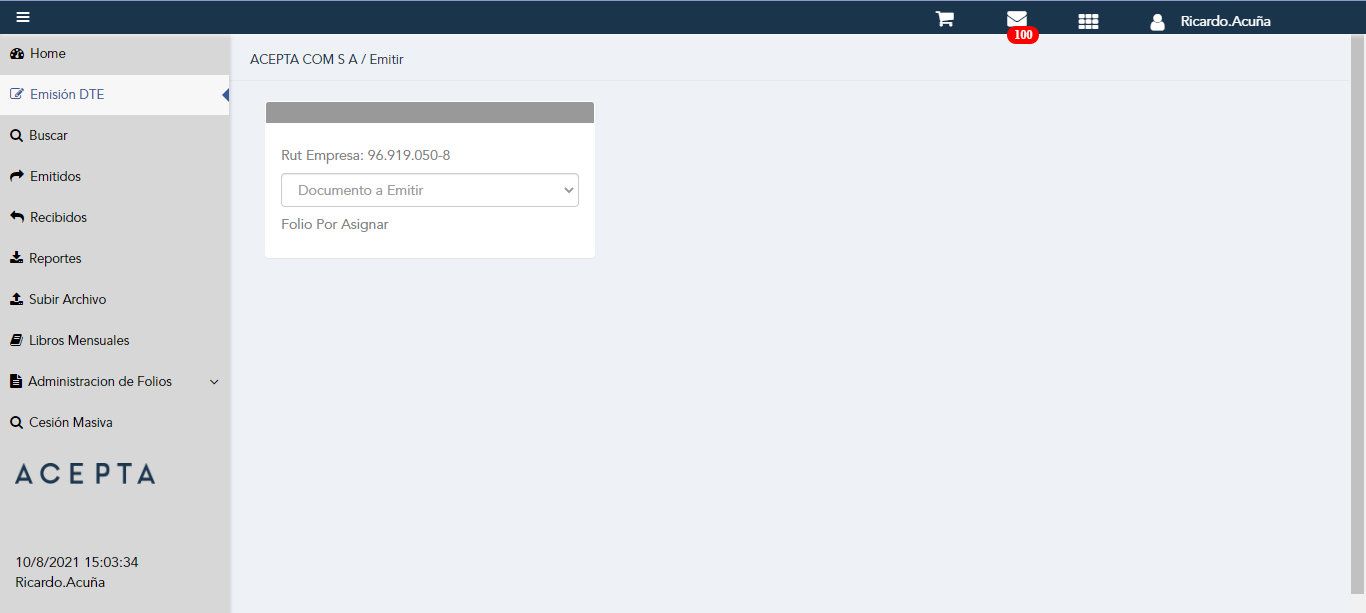 Ricardo.Acuña
100
Home
Emisión DTE
Buscar
Emitidos
Recibidos
Reportes
Subir Archivo
Libros Mensuales
Administracion de Folios
Cesión Masiva
ACEPTA
10/8/2021 15:03:34
Ricardo.Acuña
ACEPTA COM S A / Emitir
Rut Empresa: 96.919.050-8
Documento a Emitir
Folio Por Asignar